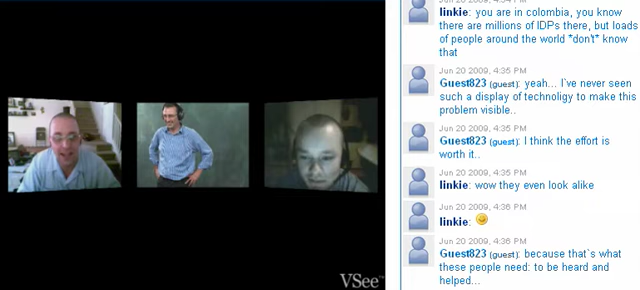 Jun 20 2009, 4:34 PM
linkie: you are in colombia, you know
there are millions of IDPs there, but loads
of people around the world *don't* know
that
Jun 20 2009, 4:35 PM
Guest823 (guest): yeah... I`ve never seen
such a display of technoligy to make this
problem visible..
Jun 20 2009, 4:35 PM
Guest823 (guest): I think the effort is
worth it..
Jun 20 2009, 4:35 PM
linkie: wow they even look alike
Jun 20 2009, 4:36 PM
linkie:
Jun 20 2009, 4:36 PM
Guest823 (guest): because that`s what
these people need: to be heard and
helped...
VSee™